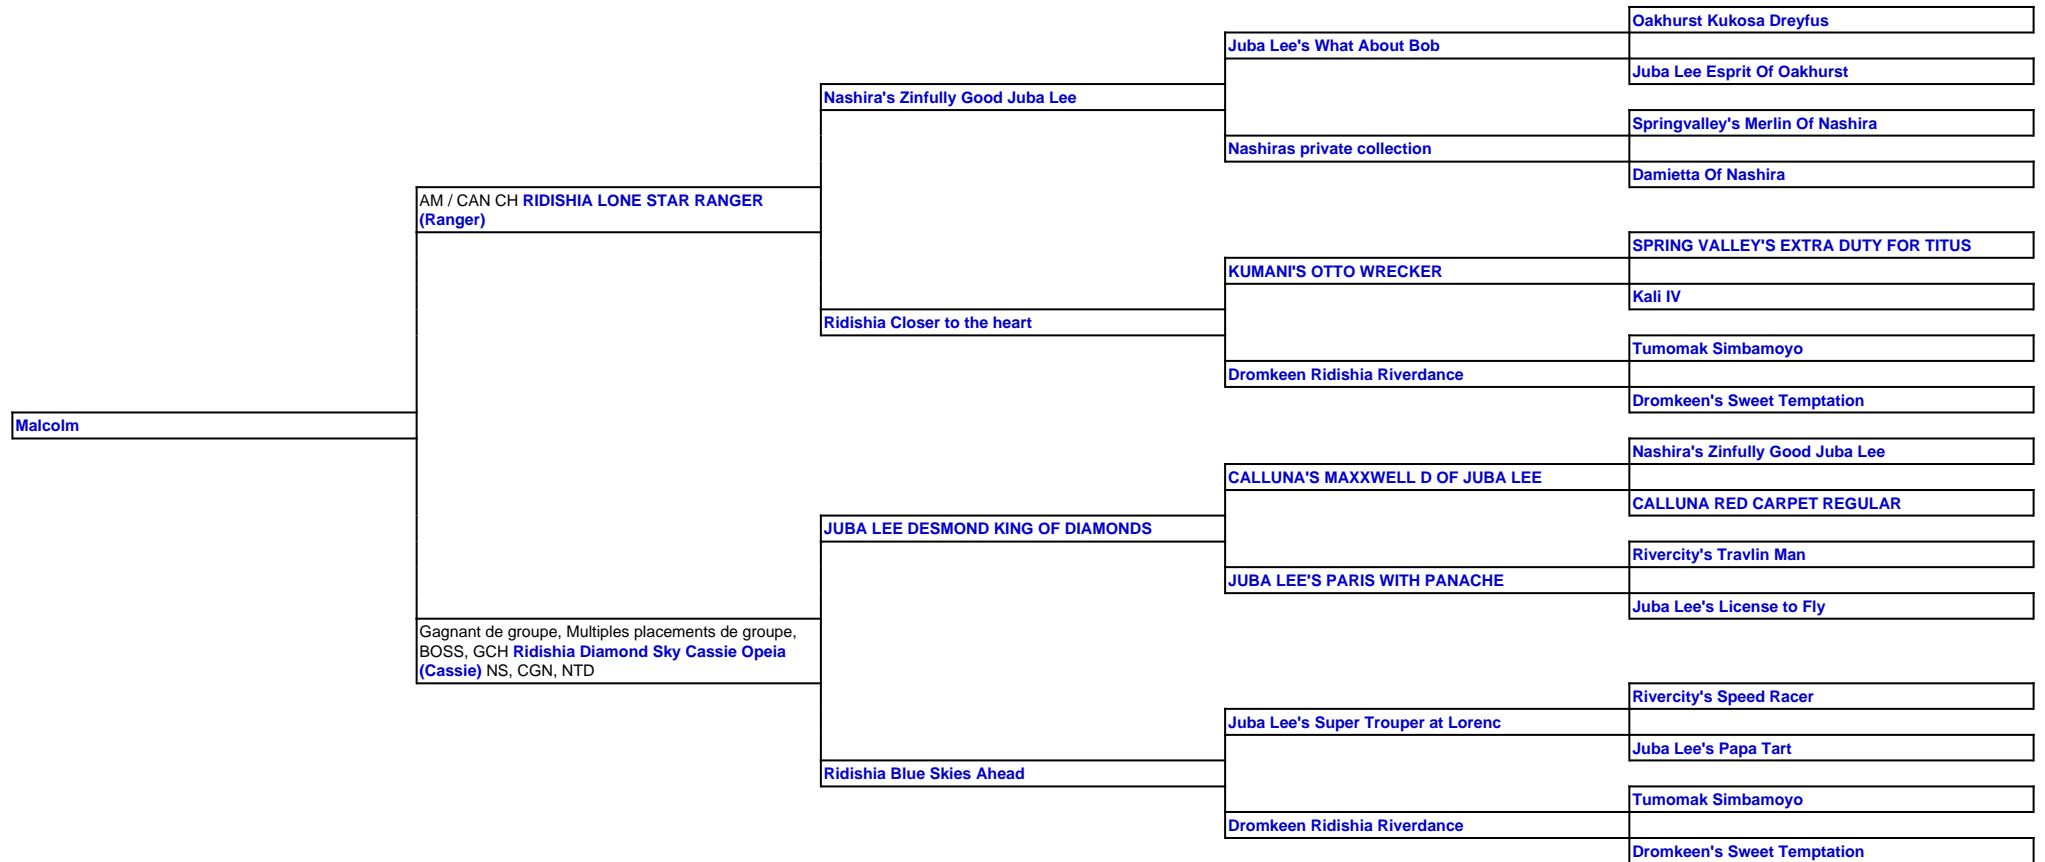 Oakhurst Kukosa Dreyfus
Juba Lee's What About Bob
Juba Lee Esprit Of Oakhurst
Nashira's Zinfully Good Juba Lee
Springvalley's Merlin Of Nashira
Nashiras private collection
Damietta Of Nashira
AM / CAN CH RIDISHIA LONE STAR RANGER
(Ranger)
SPRING VALLEY'S EXTRA DUTY FOR TITUS
KUMANI'S OTTO WRECKER
Kali IV
Ridishia Closer to the heart
Tumomak Simbamoyo
Dromkeen Ridishia Riverdance
Dromkeen's Sweet Temptation
Malcolm
Nashira's Zinfully Good Juba Lee
CALLUNA'S MAXXWELL D OF JUBA LEE
CALLUNA RED CARPET REGULAR
JUBA LEE DESMOND KING OF DIAMONDS
Rivercity's Travlin Man
JUBA LEE'S PARIS WITH PANACHE
Juba Lee's License to Fly
Gagnant de groupe, Multiples placements de groupe,
BOSS, GCH Ridishia Diamond Sky Cassie Opeia
(Cassie) NS, CGN, NTD
Rivercity's Speed Racer
Juba Lee's Super Trouper at Lorenc
Juba Lee's Papa Tart
Ridishia Blue Skies Ahead
Tumomak Simbamoyo
Dromkeen Ridishia Riverdance
Dromkeen's Sweet Temptation